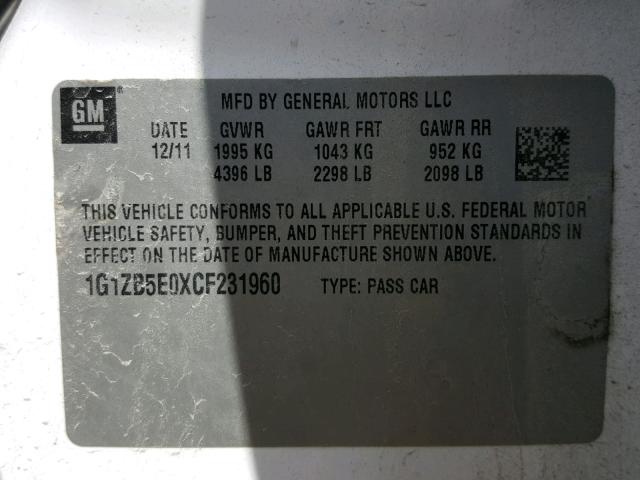 GM ®
MFD BY GENERAL MOTORS LLC
DATE GVWR GAWR FRT GAWR RR
12/11 1995 KG 1043 KG 952 KG
4396 LB 2298 LB 2098 LB
THIS VEHICLE CONFORMS TO ALL APPLICABLE U.S. FEDERAL MOTOR
VEHICLE SAFETY, BUMPER, AND THEFT PREVENTION STANDARDS IN
EFFECT ON THE DATE OF MANUFACTURE SHOWN ABOVE.
1G1ZB5E0XCF231960 TYPE: PASS CAR